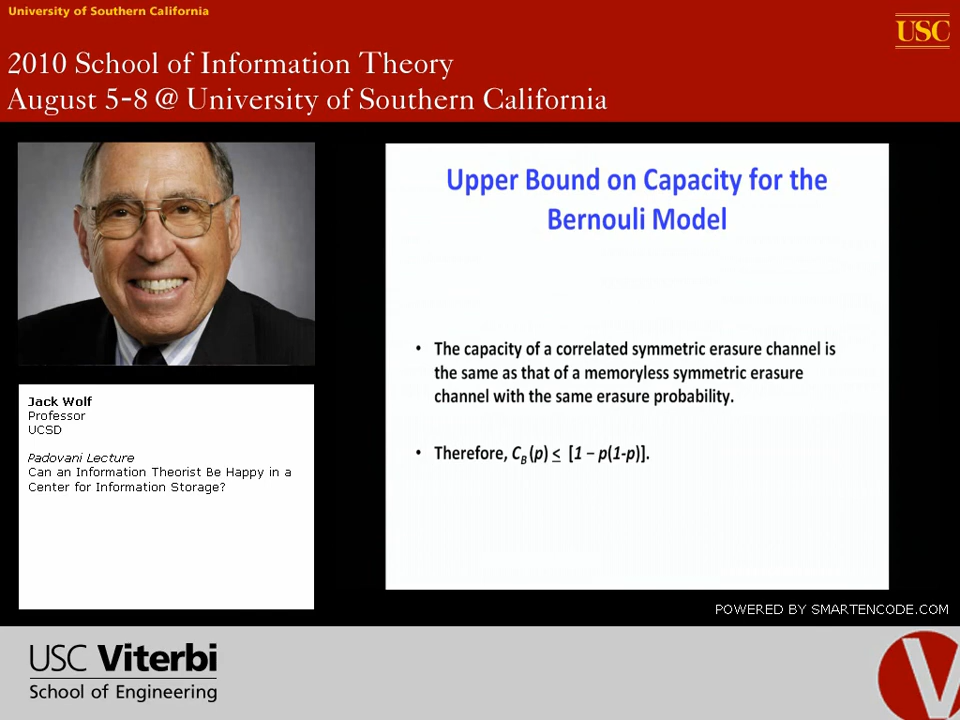 University of Southern California
USC
2010 School of Information Theory
August 5-8 @ University of Southern California
Upper Bound on Capacity for the
Bernouli Model
• The capacity of a correlated symmetric erasure channel is
the same as that of a memoryless symmetric erasure
channel with the same erasure probability.
• Therefore, C_B (p) ≤ [1 – p(1-p)].
Jack Wolf
Professor
UCSD
Padovani Lecture
Can an Information Theorist Be Happy in a
Center for Information Storage?
POWERED BY SMARTENCODE.COM
USC Viterbi
School of Engineering
V